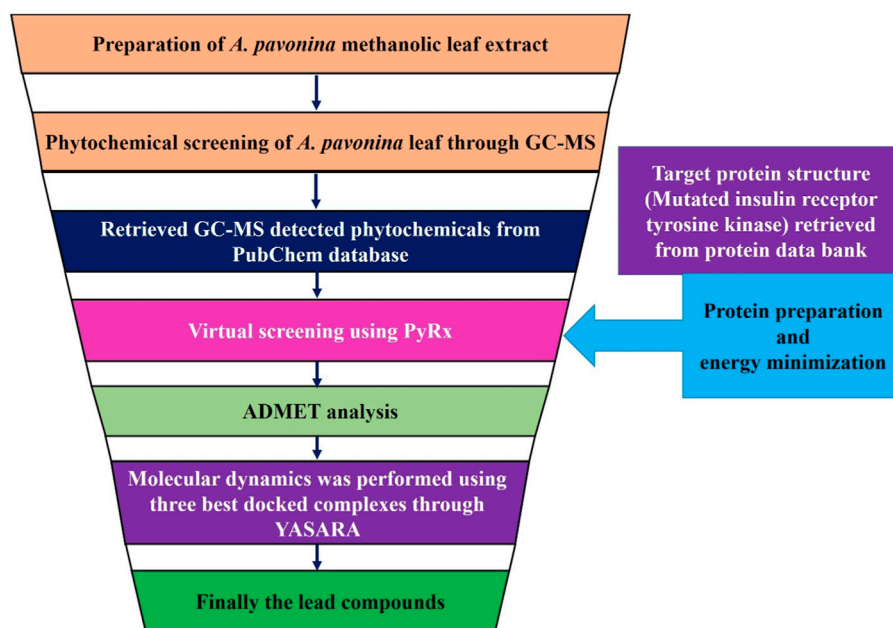 Preparation of A. pavonina methanolic leaf extract
Phytochemical screening of A. pavonina leaf through GC-MS
Retrieved GC-MS detected phytochemicals from
PubChem database
Target protein structure
(Mutated insulin receptor
tyrosine kinase) retrieved
from protein data bank
Virtual screening using PyRx
Protein preparation
and
energy minimization
ADMET analysis
Molecular dynamics was performed using
three best docked complexes through
YASARA
Finally the lead compounds